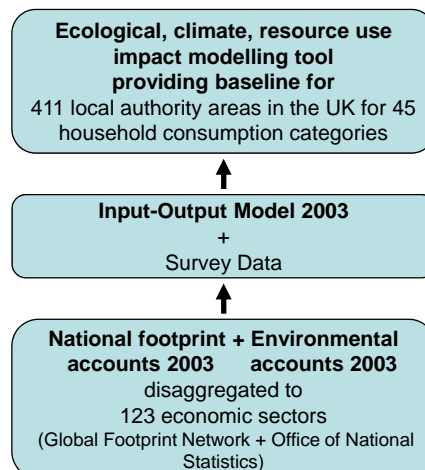 Ecological, climate, resource use
impact modelling tool
providing baseline for
411 local authority areas in the UK for 45
household consumption categories
Input-Output Model 2003
+
Survey Data
National footprint + Environmental
accounts 2003 accounts 2003
disaggregated to
123 economic sectors
(Global Footprint Network + Office of National
Statistics)